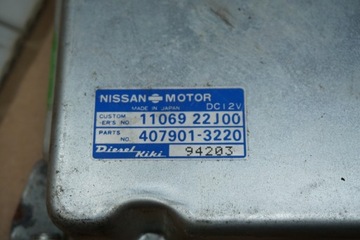 NISSAN MOTOR
MADE IN JAPAN DC12V
CUSTOM -ER'S NO. 11069 22J00
PARTS NO. 407901-3220
Diesel Kiki 94203